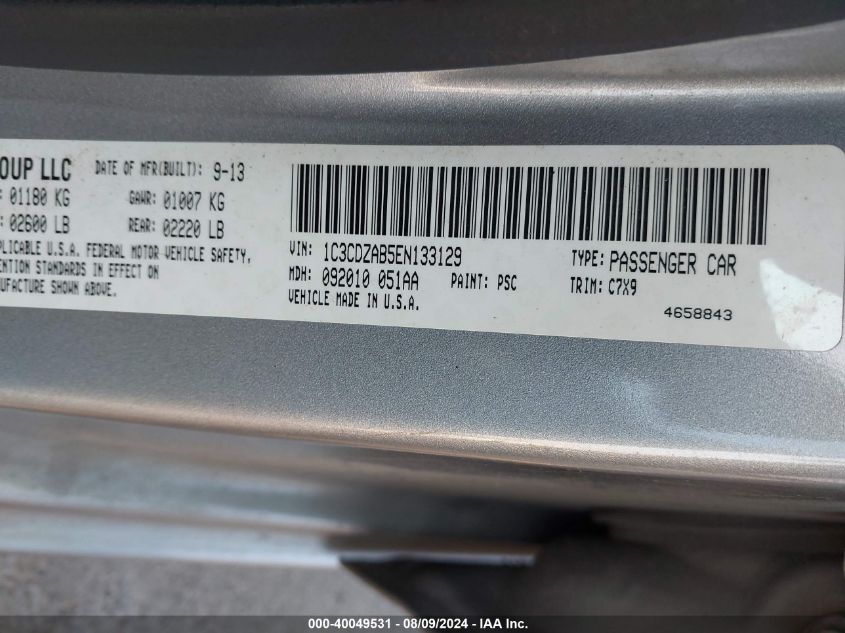 OUP LLC DATE OF MFR(BUILT): 9-13
: 01180 KG GAWR: 01007 KG
: 02600 LB REAR: 02220 LB
PLICABLE U.S.A. FEDERAL MOTOR VEHICLE SAFETY,
ENTION STANDARDS IN EFFECT ON
NUFACTURE SHOWN ABOVE.
VIN: 1C3CDZAB5EN133129 TYPE: PASSENGER CAR
MDH: 092010 051AA PAINT: PSC TRIM: C7X9
VEHICLE MADE IN U.S.A.
4658843
000-40049531 - 08/09/2024 - IAA Inc.